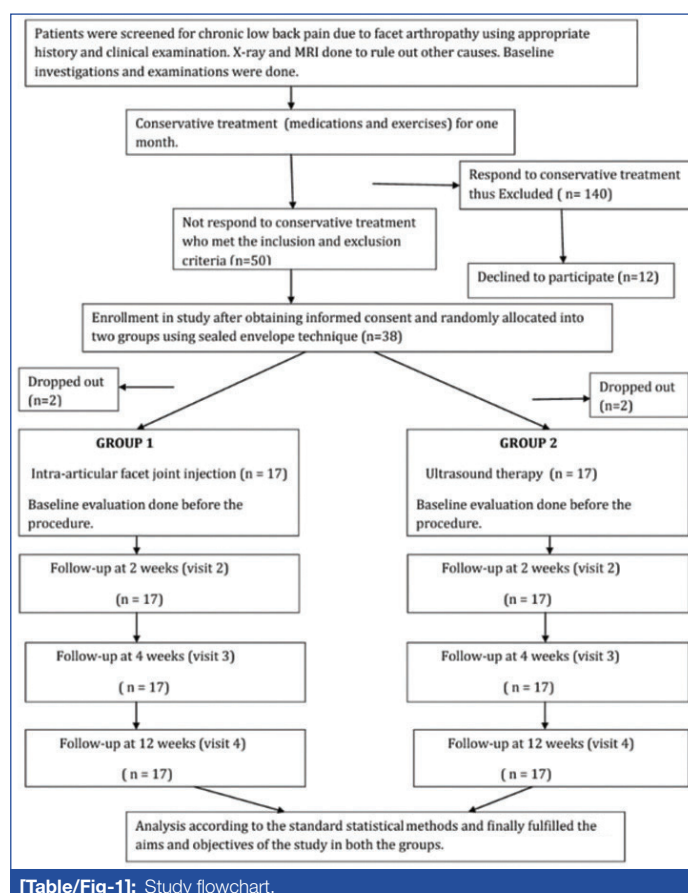 Patients were screened for chronic low back pain due to facet arthropathy using appropriate
history and clinical examination. X-ray and MRI done to rule out other causes. Baseline
investigations and examinations were done.
Conservative treatment (medications and exercises) for one
month.
Respond to conservative treatment
thus Excluded ( n= 140)
Not respond to conservative treatment
who met the inclusion and exclusion
criteria (n=50)
Declined to participate (n=12)
Enrollment in study after obtaining informed consent and randomly allocated into
two groups using sealed envelope technique (n=38)
Dropped out
(n=2)
Dropped out
(n=2)
GROUP 1
Intra-articular facet joint injection (n = 17)
Baseline evaluation done before the
procedure.
GROUP 2
Ultrasound therapy (n = 17)
Baseline evaluation done before the
procedure.
Follow-up at 2 weeks (visit 2)
(n = 17)
Follow-up at 2 weeks (visit 2)
(n = 17)
Follow-up at 4 weeks (visit 3)
( n = 17)
Follow-up at 4 weeks (visit 3)
( n = 17)
Follow-up at 12 weeks (visit 4)
( n = 17)
Follow-up at 12 weeks (visit 4)
( n = 17)
Analysis according to the standard statistical methods and finally fulfilled the
aims and objectives of the study in both the groups.
[Table/Fig-1]: Study flowchart.